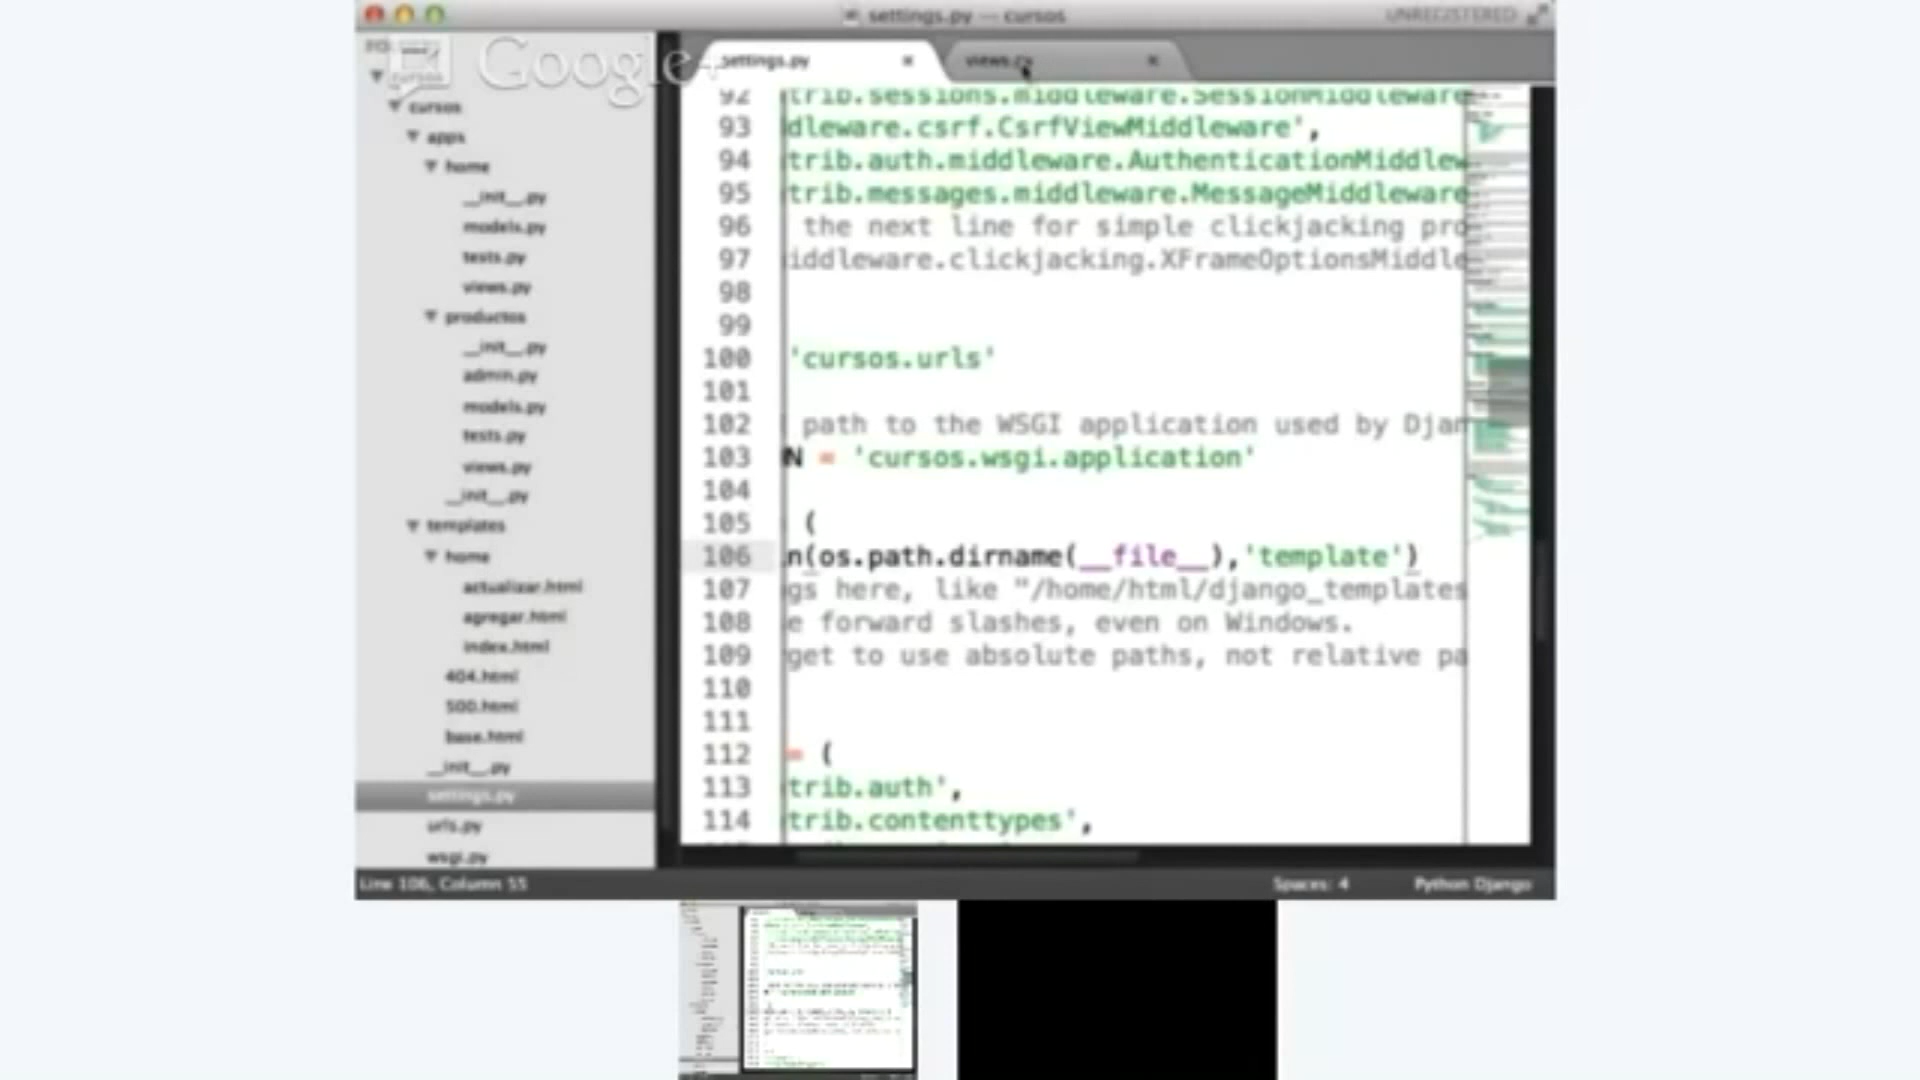 settings.py — cursos
UNREGISTERED
Google+
cursos
cursos
apps
home
__init__.py
models.py
tests.py
views.py
productos
__init__.py
admin.py
models.py
tests.py
views.py
__init__.py
templates
home
actualizar.html
agregar.html
index.html
404.html
500.html
base.html
__init__.py
settings.py
urls.py
wsgi.py
settings.py
views.py
92 trib.sessions.middleware.SessionMiddleware
93 dleware.csrf.CsrfViewMiddleware',
94 trib.auth.middleware.AuthenticationMiddlew
95 trib.messages.middleware.MessageMiddleware
96 the next line for simple clickjacking pro
97 iddleware.clickjacking.XFrameOptionsMiddle
98
99
100 'cursos.urls'
101
102 path to the WSGI application used by Djan
103 N = 'cursos.wsgi.application'
104
105 (
106 n(os.path.dirname(__file__),'template')
107 gs here, like "/home/html/django_templates
108 e forward slashes, even on Windows.
109 get to use absolute paths, not relative pa
110
111
112 = (
113 trib.auth',
114 trib.contenttypes',
Line 106, Column 55
Spaces: 4
Python Django